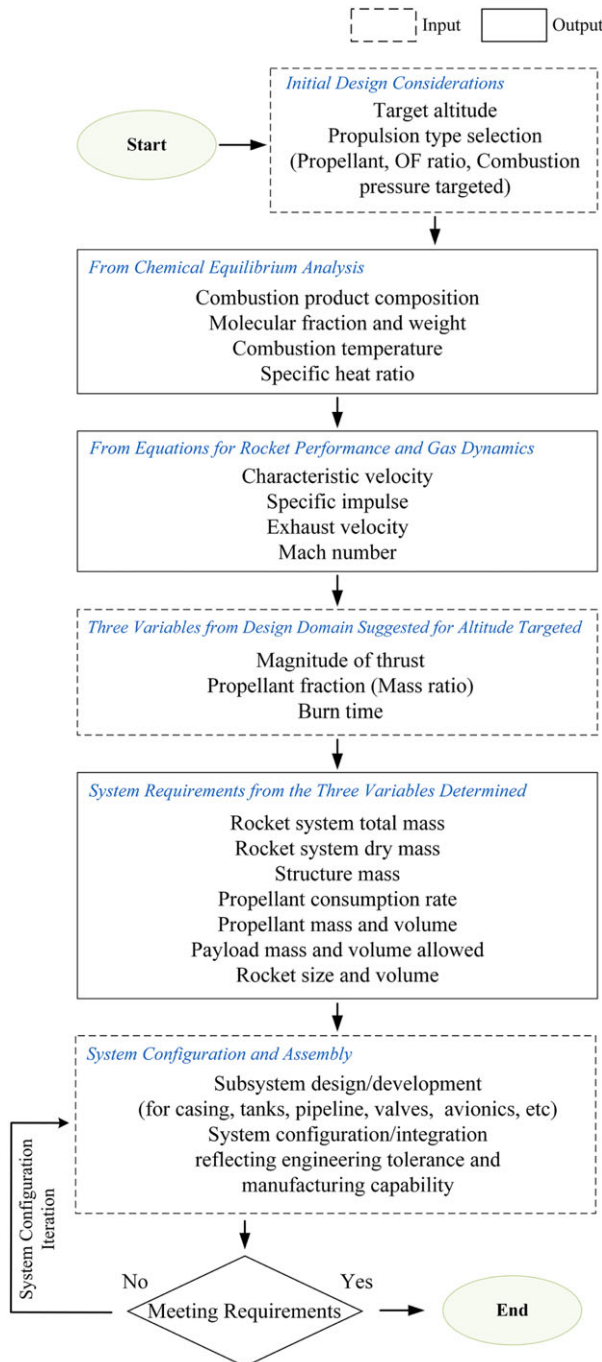 Input
Output
Initial Design Considerations
Target altitude
Propulsion type selection
(Propellant, OF ratio, Combustion
pressure targeted)
Start
From Chemical Equilibrium Analysis
Combustion product composition
Molecular fraction and weight
Combustion temperature
Specific heat ratio
From Equations for Rocket Performance and Gas Dynamics
Characteristic velocity
Specific impulse
Exhaust velocity
Mach number
Three Variables from Design Domain Suggested for Altitude Targeted
Magnitude of thrust
Propellant fraction (Mass ratio)
Burn time
System Requirements from the Three Variables Determined
Rocket system total mass
Rocket system dry mass
Structure mass
Propellant consumption rate
Propellant mass and volume
Payload mass and volume allowed
Rocket size and volume
System Configuration and Assembly
Subsystem design/development
(for casing, tanks, pipeline, valves, avionics, etc)
System configuration/integration
reflecting engineering tolerance and
manufacturing capability
System Configuration
Iteration
No
Yes
Meeting Requirements
End